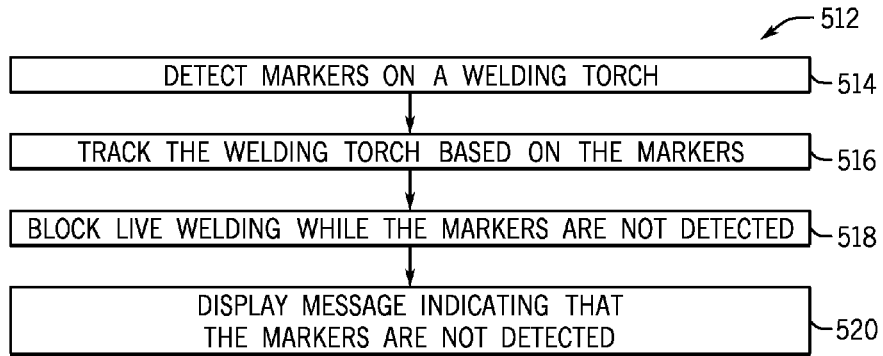 512
DETECT MARKERS ON A WELDING TORCH
514
TRACK THE WELDING TORCH BASED ON THE MARKERS
516
BLOCK LIVE WELDING WHILE THE MARKERS ARE NOT DETECTED
518
DISPLAY MESSAGE INDICATING THAT
THE MARKERS ARE NOT DETECTED
520